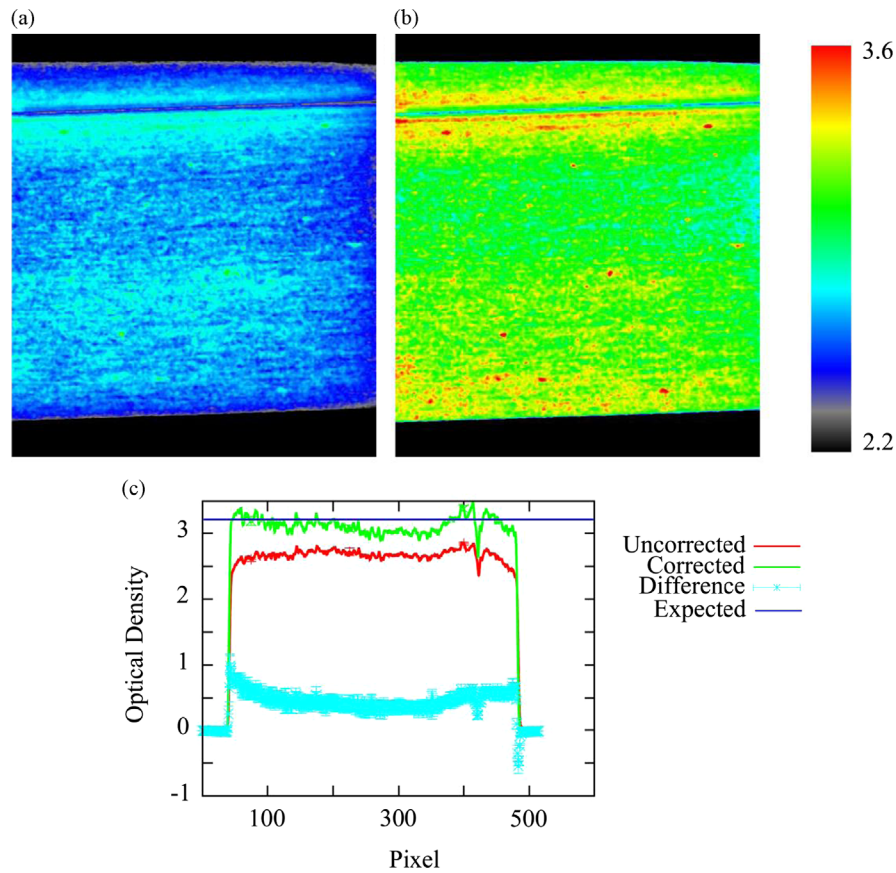 (a)
(b)
3.6
2.2
(c)
3
2
1
0
-1
100
300
500
Optical Density
Pixel
Uncorrected
Corrected
Difference
Expected